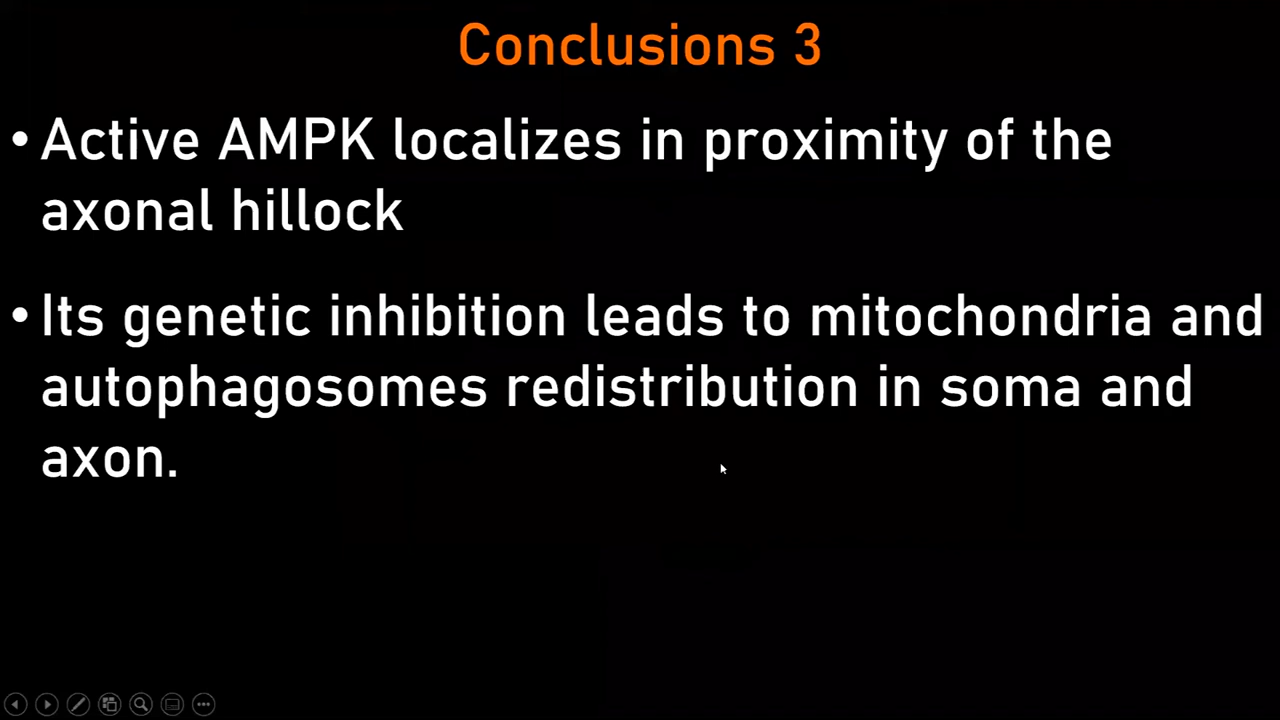 Conclusions 3
• Active AMPK localizes in proximity of the
axonal hillock
• Its genetic inhibition leads to mitochondria and
autophagosomes redistribution in soma and
axon.